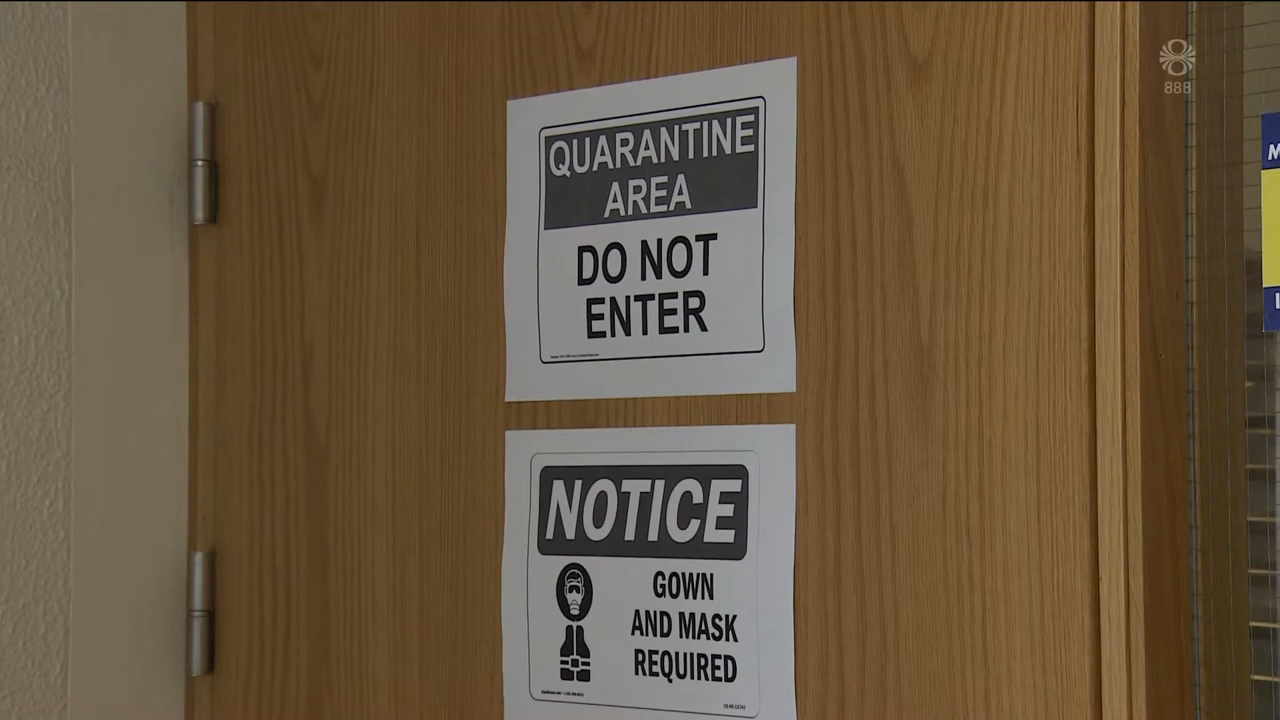 888
QUARANTINE
AREA
DO NOT
ENTER
NOTICE
GOWN
AND MASK
REQUIRED